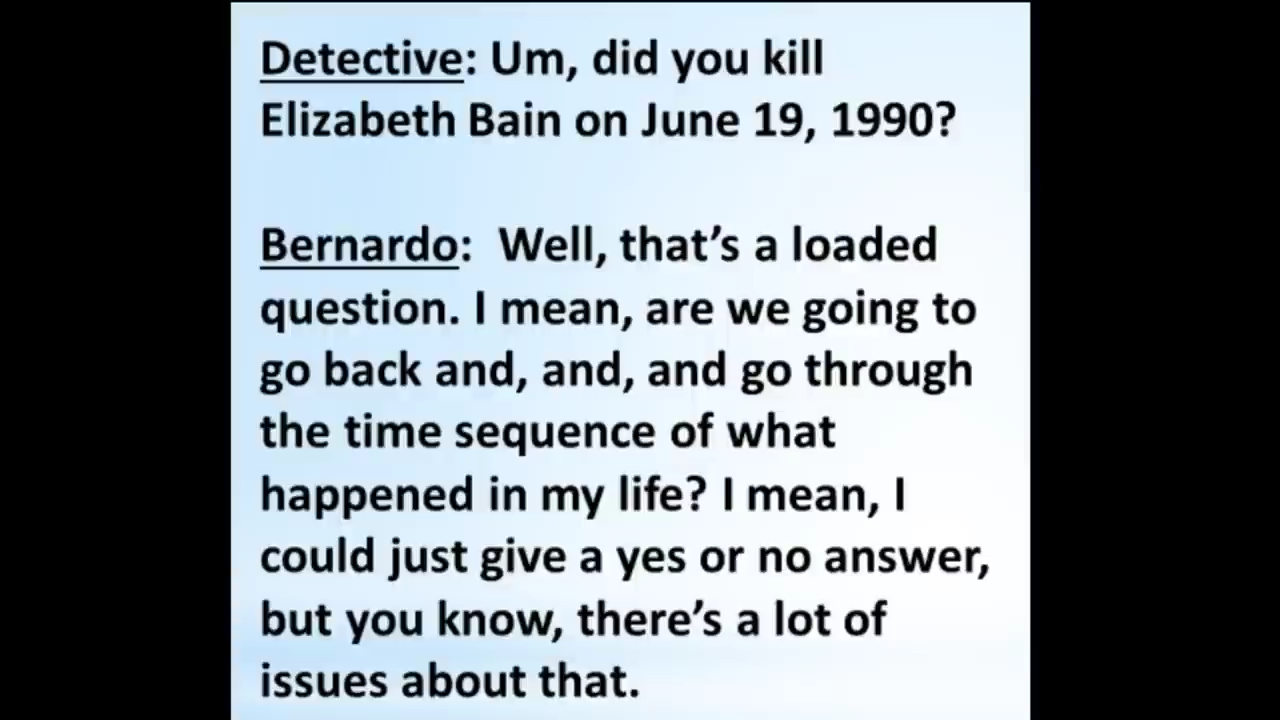 Detective: Um, did you kill
Elizabeth Bain on June 19, 1990?
Bernardo:  Well, that’s a loaded
question. I mean, are we going to
go back and, and, and go through
the time sequence of what
happened in my life? I mean, I
could just give a yes or no answer,
but you know, there’s a lot of
issues about that.